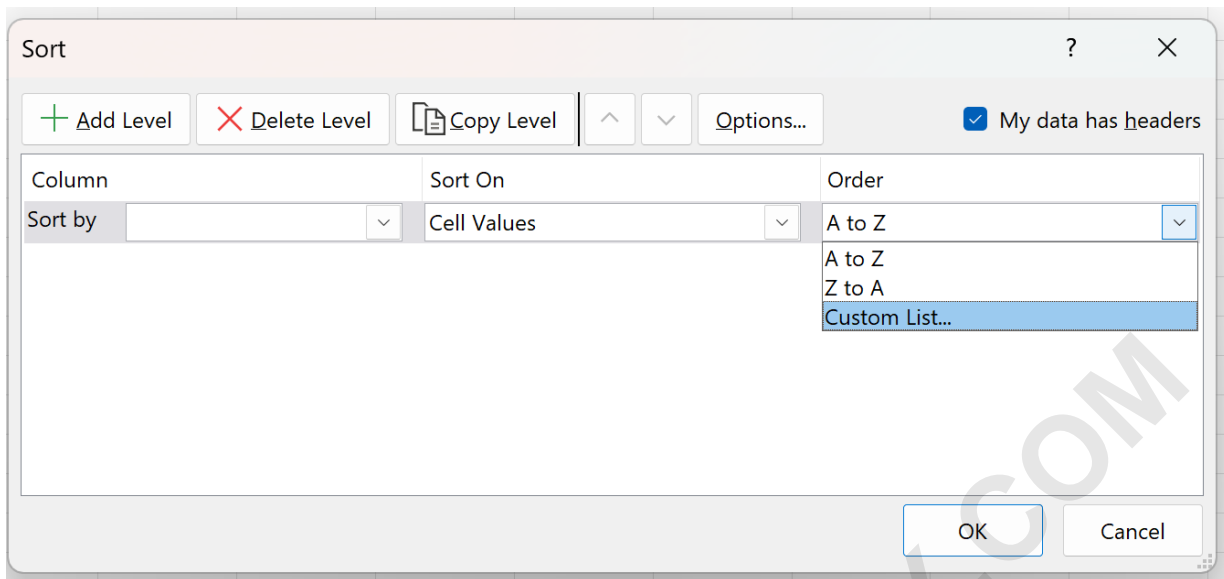 Sort ?
Add Level Delete Level Copy Level Options... My data has headers
Column Sort On Order
Sort by Cell Values A to Z
A to Z
Z to A
Custom List...
OK Cancel
.COM